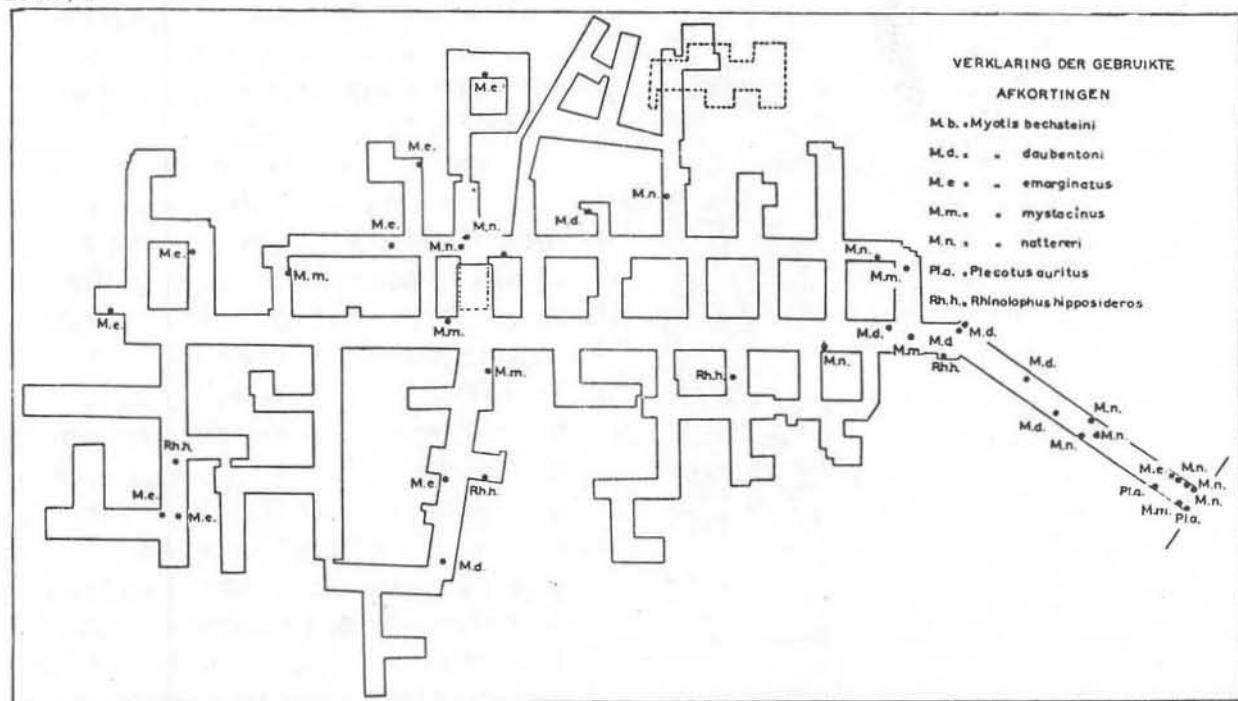 VERKLARING DER GEBRUIKTE
AFKORTINGEN
M.b. • Myotis bechsteini
M.d. • " daubentoni
M.e • " emarginatus
M.m. • " mystacinus
M.n. • " nattereri
Pl.a. • Plecotus auritus
Rh.h. • Rhinolophus hipposideros
M.e.
M.e.
M.n.
M.e.
M.d.
M.n.
M.e.
M.n.
M.n.
M.m.
M.m.
M.e.
M.m.
M.d.
M.d.
M.d.
M.m.
M.n.
Rh.h.
M.m.
Rh.h.
M.d.
M.n.
M.d.
M.n.
M.n.
Rh.h.
M.e.
Rh.h.
M.e.
M.n.
M.n.
M.n.
Pl.a.
M.m.
Pl.a.
M.e.
M.e.
M.d.